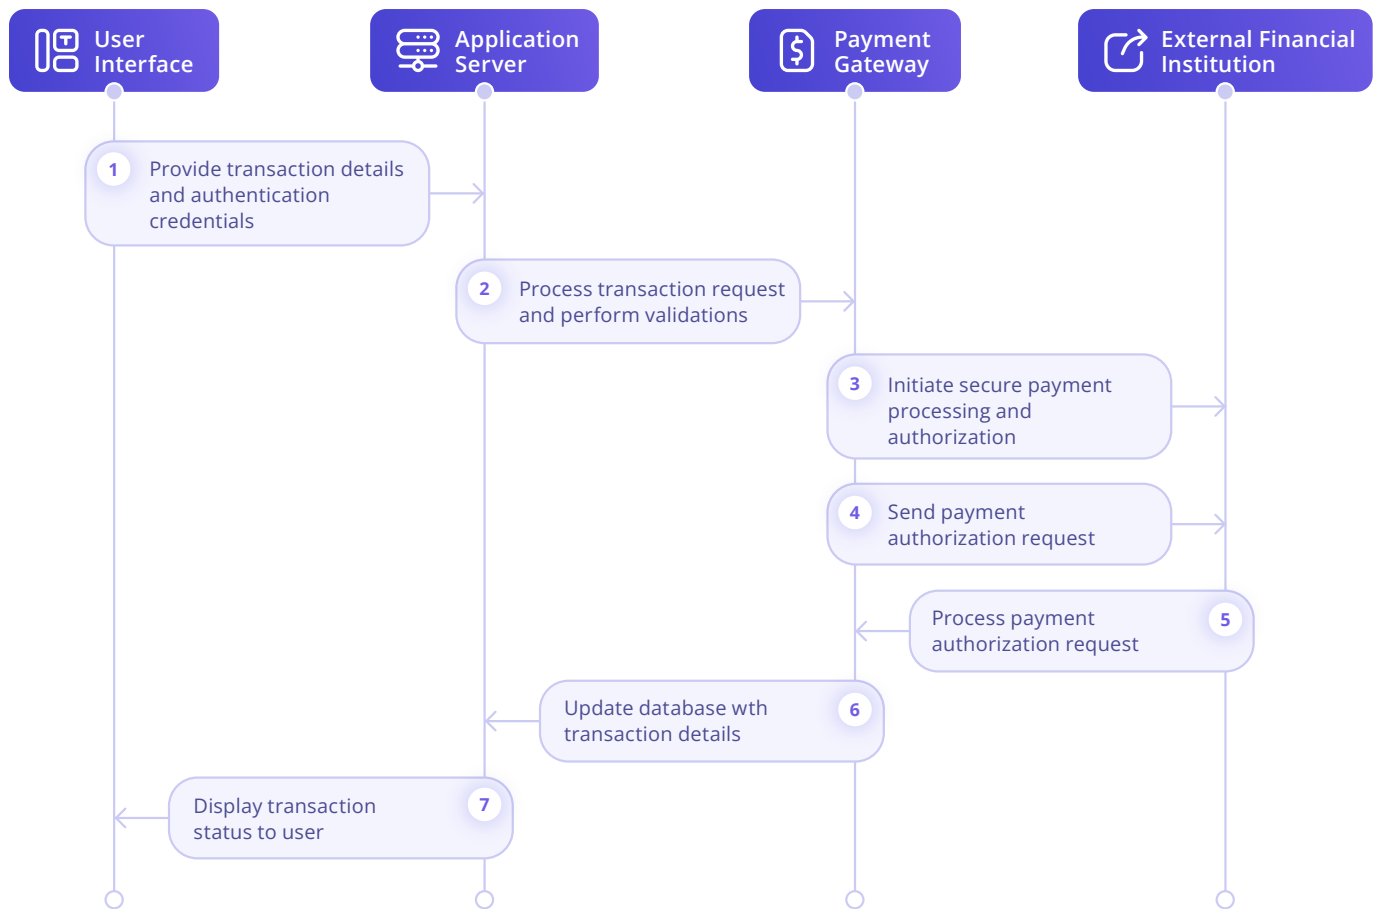 User
Interface
Application
Server
Payment
Gateway
External Financial
Institution
1
Provide transaction details
and authentication
credentials
2
Process transaction request
and perform validations
3
Initiate secure payment
processing and
authorization
4
Send payment
authorization request
Process payment
authorization request
5
Update database wth
transaction details
6
Display transaction
status to user
7